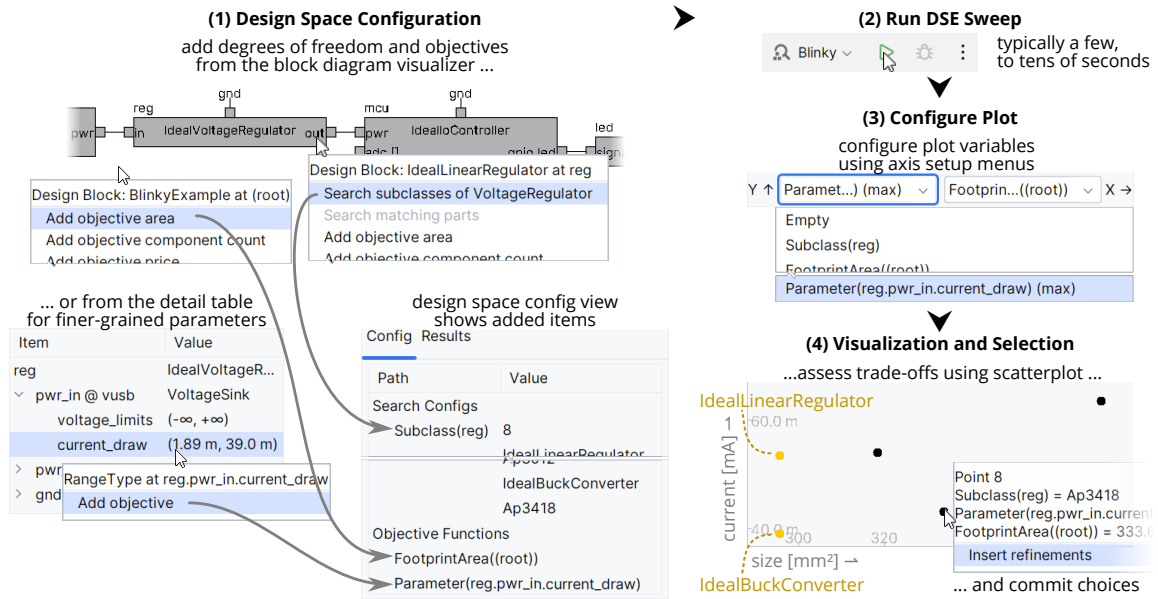 (1) Design Space Configuration
add degrees of freedom and objectives
from the block diagram visualizer ...
gnd
gnd
reg
mcu
led
pwr
in
IdealVoltageRegulator
out
pwr
IdealIoController
adc []
gpio led
signa
Design Block: BlinkyExample at (root)
Add objective area
Add objective component count
Add objective price
Design Block: IdealLinearRegulator at reg
Search subclasses of VoltageRegulator
Search matching parts
Add objective area
Add objective component count
... or from the detail table
for finer-grained parameters
Item
Value
reg
IdealVoltageR...
pwr_in @ vusb
VoltageSink
voltage_limits
(-∞, +∞)
current_draw
(1.89 m, 39.0 m)
pwr
gnd
RangeType at reg.pwr_in.current_draw
Add objective
design space config view
shows added items
Config
Results
Path
Value
Search Configs
Subclass(reg)
8
IdealLinearRegulator
Ap3012
IdealBuckConverter
Ap3418
Objective Functions
FootprintArea((root))
Parameter(reg.pwr_in.current_draw)
(2) Run DSE Sweep
Blinky
typically a few,
to tens of seconds
(3) Configure Plot
configure plot variables
using axis setup menus
Y ↑
Paramet...) (max)
Footprin...((root))
X →
Empty
Subclass(reg)
FootprintArea((root))
Parameter(reg.pwr_in.current_draw) (max)
(4) Visualization and Selection
...assess trade-offs using scatterplot ...
IdealLinearRegulator
60.0 m
current [mA] →
40.0 m
300
320
size [mm²] →
IdealBuckConverter
Point 8
Subclass(reg) = Ap3418
Parameter(reg.pwr_in.current
FootprintArea((root)) = 333.6
Insert refinements
... and commit choices